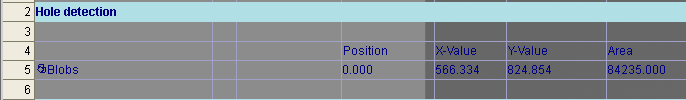 2 Hole detection
3
4 Position X-Value Y-Value Area
5 Blobs 0.000 566.334 824.854 84235.000
6